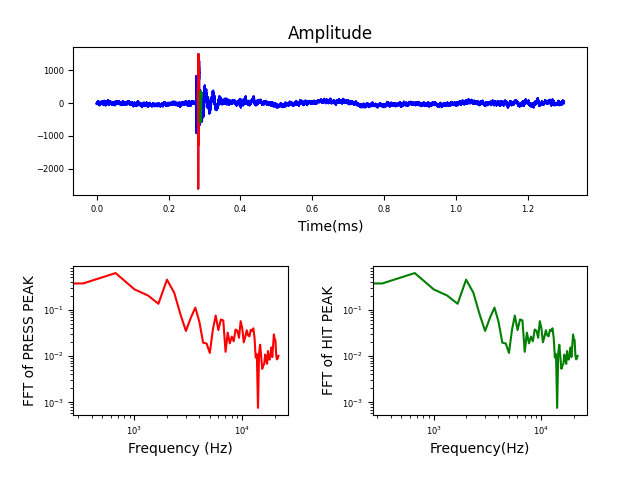 Amplitude
1000
0
−1000
−2000
0.0 0.2 0.4 0.6 0.8 1.0 1.2
Time(ms)
FFT of PRESS PEAK
10⁻¹
10⁻²
10⁻³
10³ 10⁴
Frequency (Hz)
FFT of HIT PEAK
10⁻¹
10⁻²
10⁻³
10³ 10⁴
Frequency(Hz)